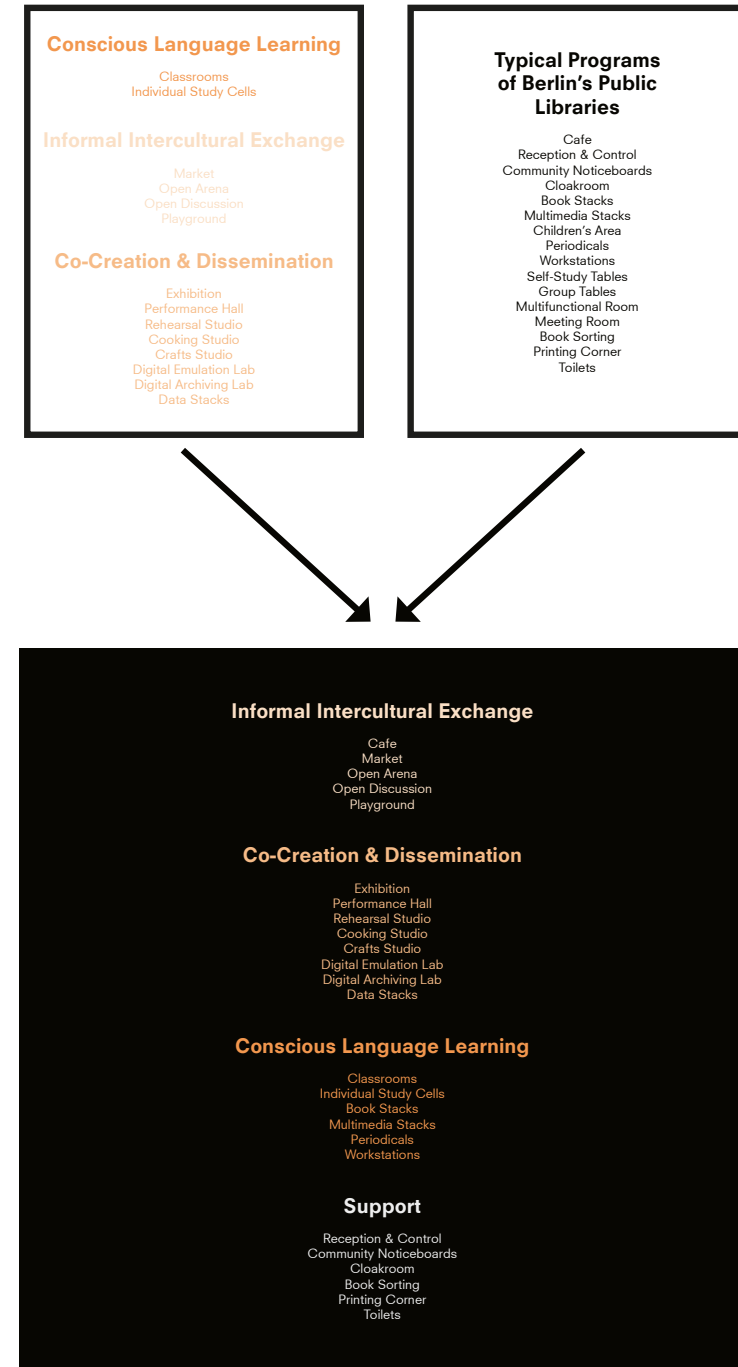 Conscious Language Learning
Classrooms
Individual Study Cells
Informal Intercultural Exchange
Market
Open Arena
Open Discussion
Playground
Co-Creation & Dissemination
Exhibition
Performance Hall
Rehearsal Studio
Cooking Studio
Crafts Studio
Digital Emulation Lab
Digital Archiving Lab
Data Stacks
Typical Programs
of Berlin’s Public
Libraries
Cafe
Reception & Control
Community Noticeboards
Cloakroom
Book Stacks
Multimedia Stacks
Children’s Area
Periodicals
Workstations
Self-Study Tables
Group Tables
Multifunctional Room
Meeting Room
Book Sorting
Printing Corner
Toilets
Informal Intercultural Exchange
Cafe
Market
Open Arena
Open Discussion
Playground
Co-Creation & Dissemination
Exhibition
Performance Hall
Rehearsal Studio
Cooking Studio
Crafts Studio
Digital Emulation Lab
Digital Archiving Lab
Data Stacks
Conscious Language Learning
Classrooms
Individual Study Cells
Book Stacks
Multimedia Stacks
Periodicals
Workstations
Support
Reception & Control
Community Noticeboards
Cloakroom
Book Sorting
Printing Corner
Toilets